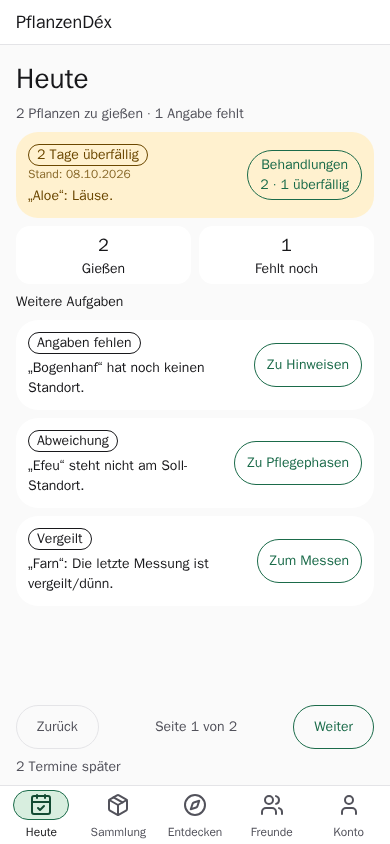 PflanzenDéx
Heute
2 Pflanzen zu gießen · 1 Angabe fehlt
2 Tage überfällig
Stand: 08.10.2026
„Aloe“: Läuse.
Behandlungen
2 · 1 überfällig
2
Gießen
1
Fehlt noch
Weitere Aufgaben
Angaben fehlen
„Bogenhanf“ hat noch keinen
Standort.
Zu Hinweisen
Abweichung
„Efeu“ steht nicht am Soll-
Standort.
Zu Pflegephasen
Vergeilt
„Farn“: Die letzte Messung ist
vergeilt/dünn.
Zum Messen
Zurück
Seite 1 von 2
Weiter
2 Termine später
Heute
Sammlung
Entdecken
Freunde
Konto